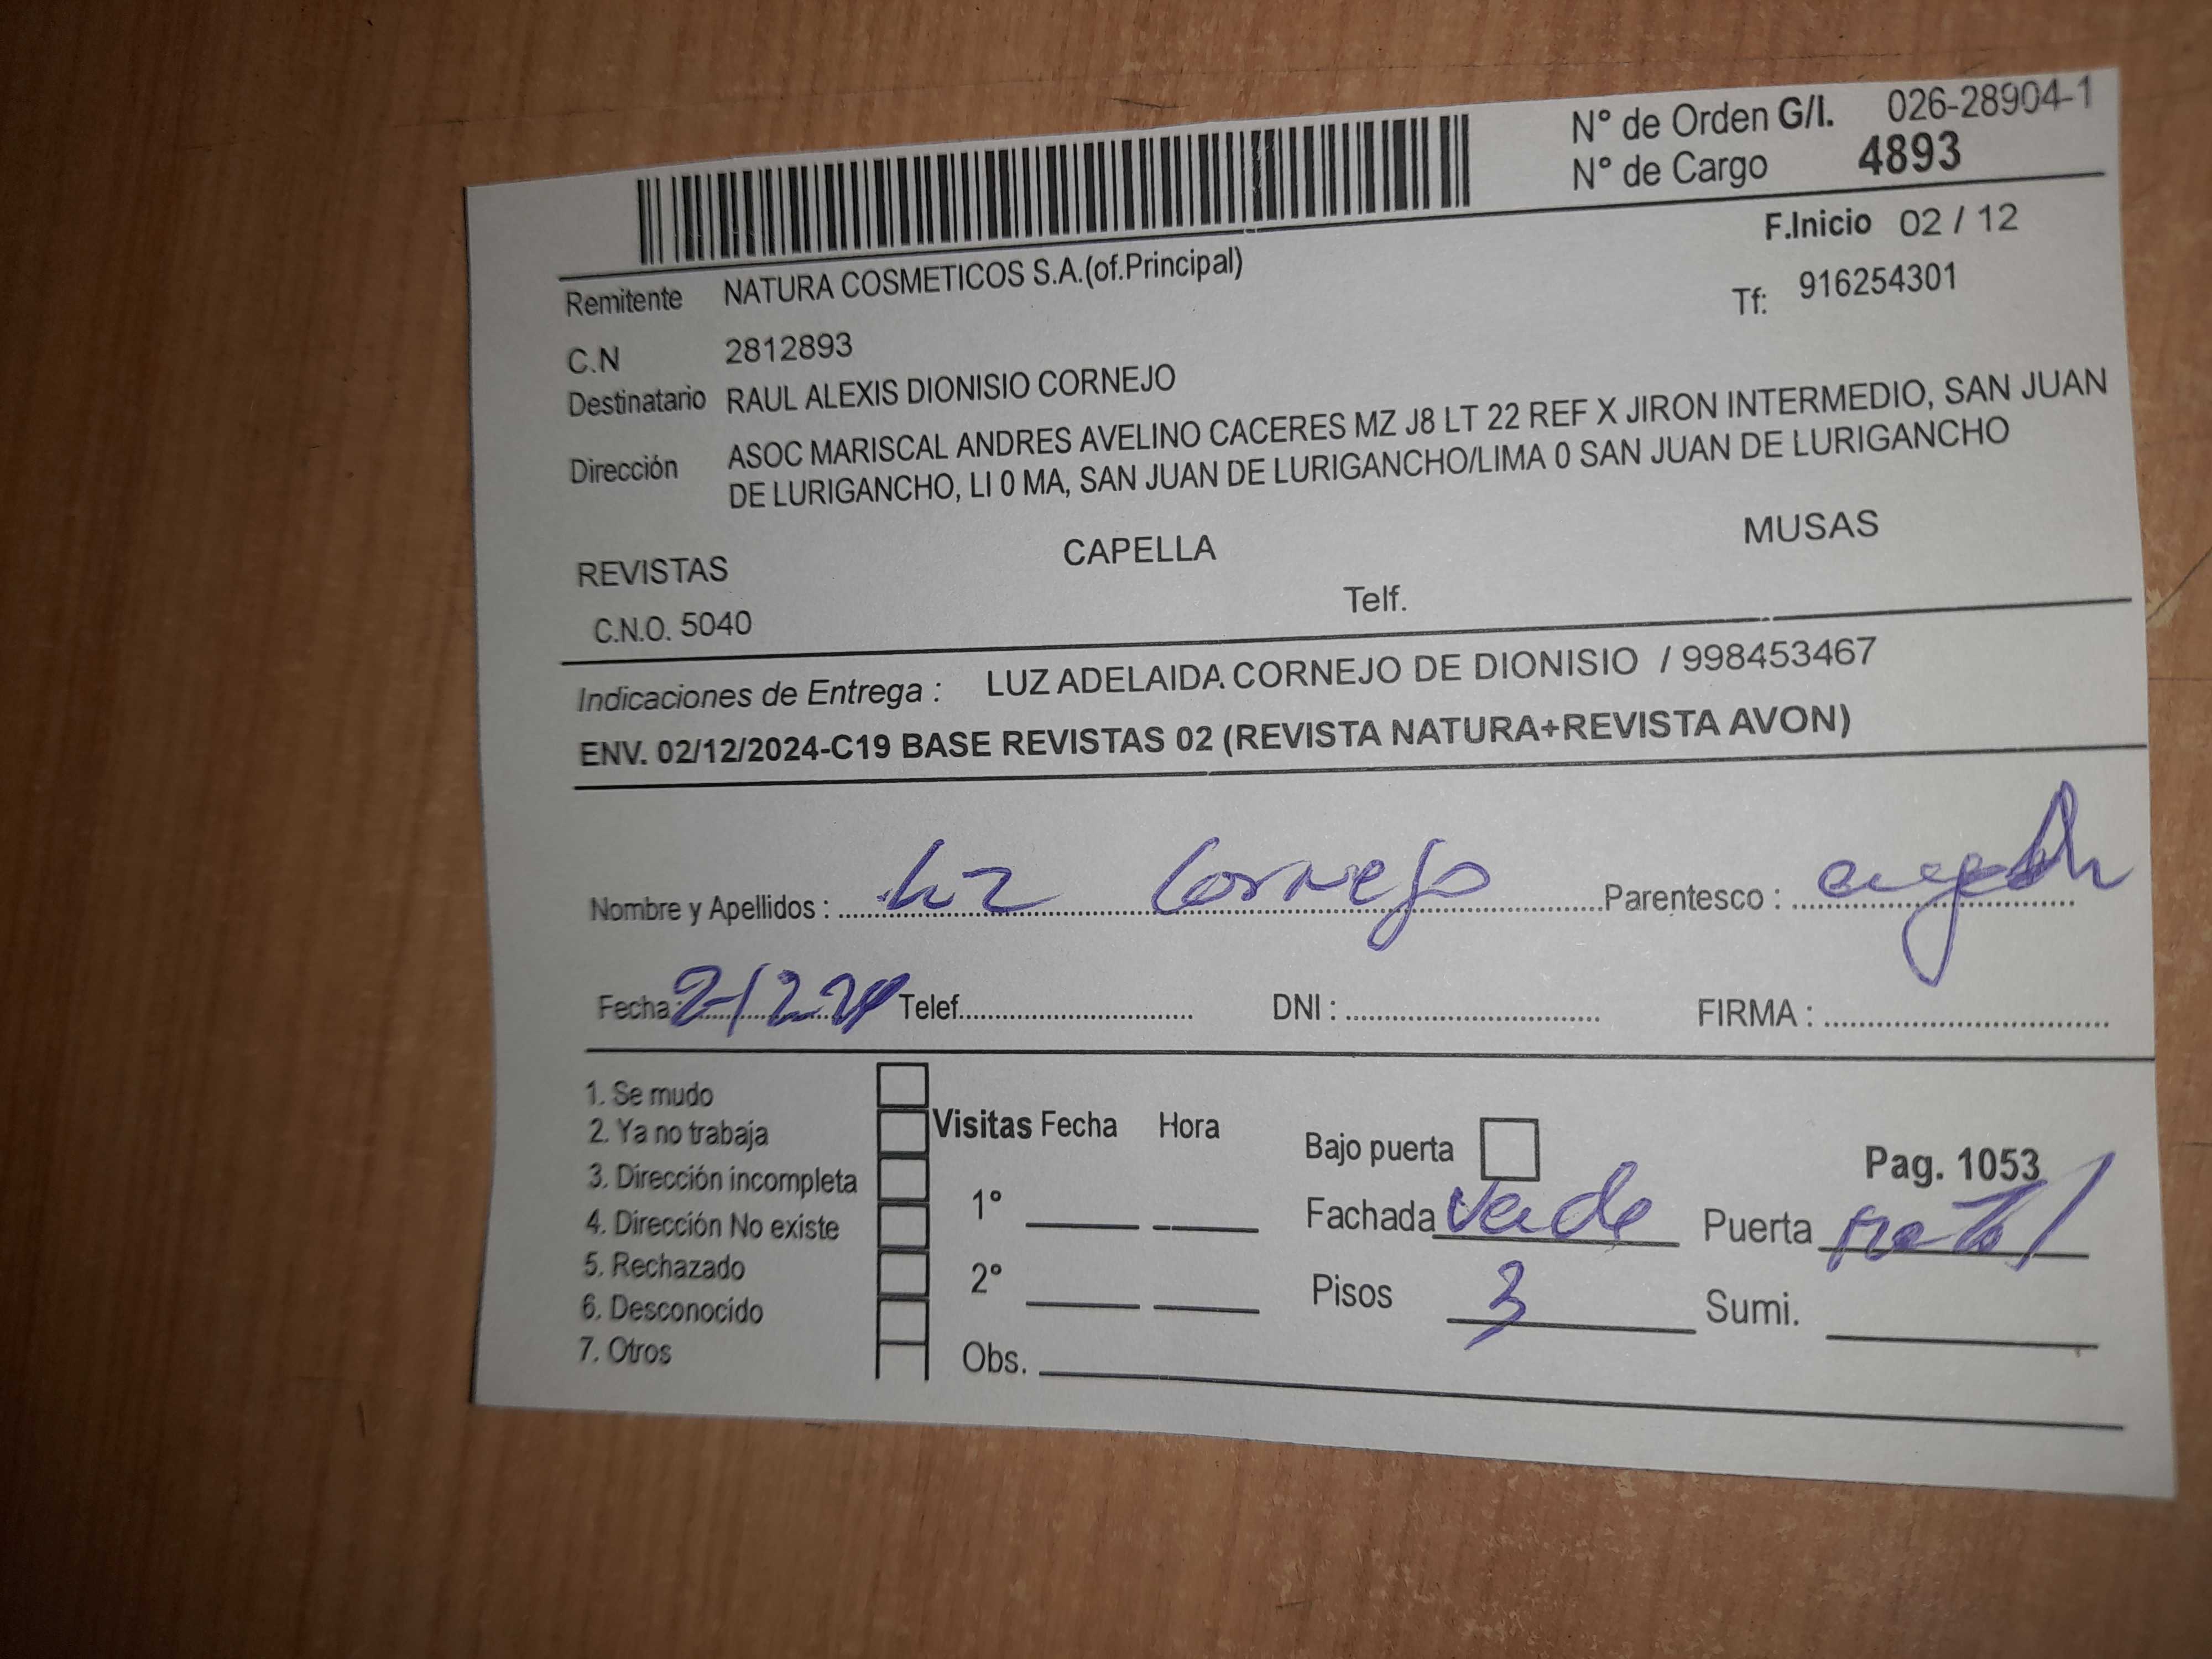 N° de Orden G/I. 026-28904-1
N° de Cargo 4893
F.Inicio 02 / 12
Remitente NATURA COSMETICOS S.A.(of.Principal)
Tf: 916254301
C.N 2812893
Destinatario RAUL ALEXIS DIONISIO CORNEJO
Dirección ASOC MARISCAL ANDRES AVELINO CACERES MZ J8 LT 22 REF X JIRON INTERMEDIO, SAN JUAN
DE LURIGANCHO, LI 0 MA, SAN JUAN DE LURIGANCHO/LIMA 0 SAN JUAN DE LURIGANCHO
REVISTAS CAPELLA MUSAS
C.N.O. 5040 Telf.
Indicaciones de Entrega : LUZ ADELAIDA CORNEJO DE DIONISIO / 998453467
ENV. 02/12/2024-C19 BASE REVISTAS 02 (REVISTA NATURA+REVISTA AVON)
Nombre y Apellidos : Luz Cornejo Parentesco :
Fecha: Telef. DNI : FIRMA :
1. Se mudo
2. Ya no trabaja
3. Dirección incompleta
4. Dirección No existe
5. Rechazado
6. Desconocido
7. Otros
Visitas Fecha Hora
1°
2°
Obs.
Bajo puerta Pag. 1053
Fachada Verde Puerta metal
Pisos 3 Sumi.